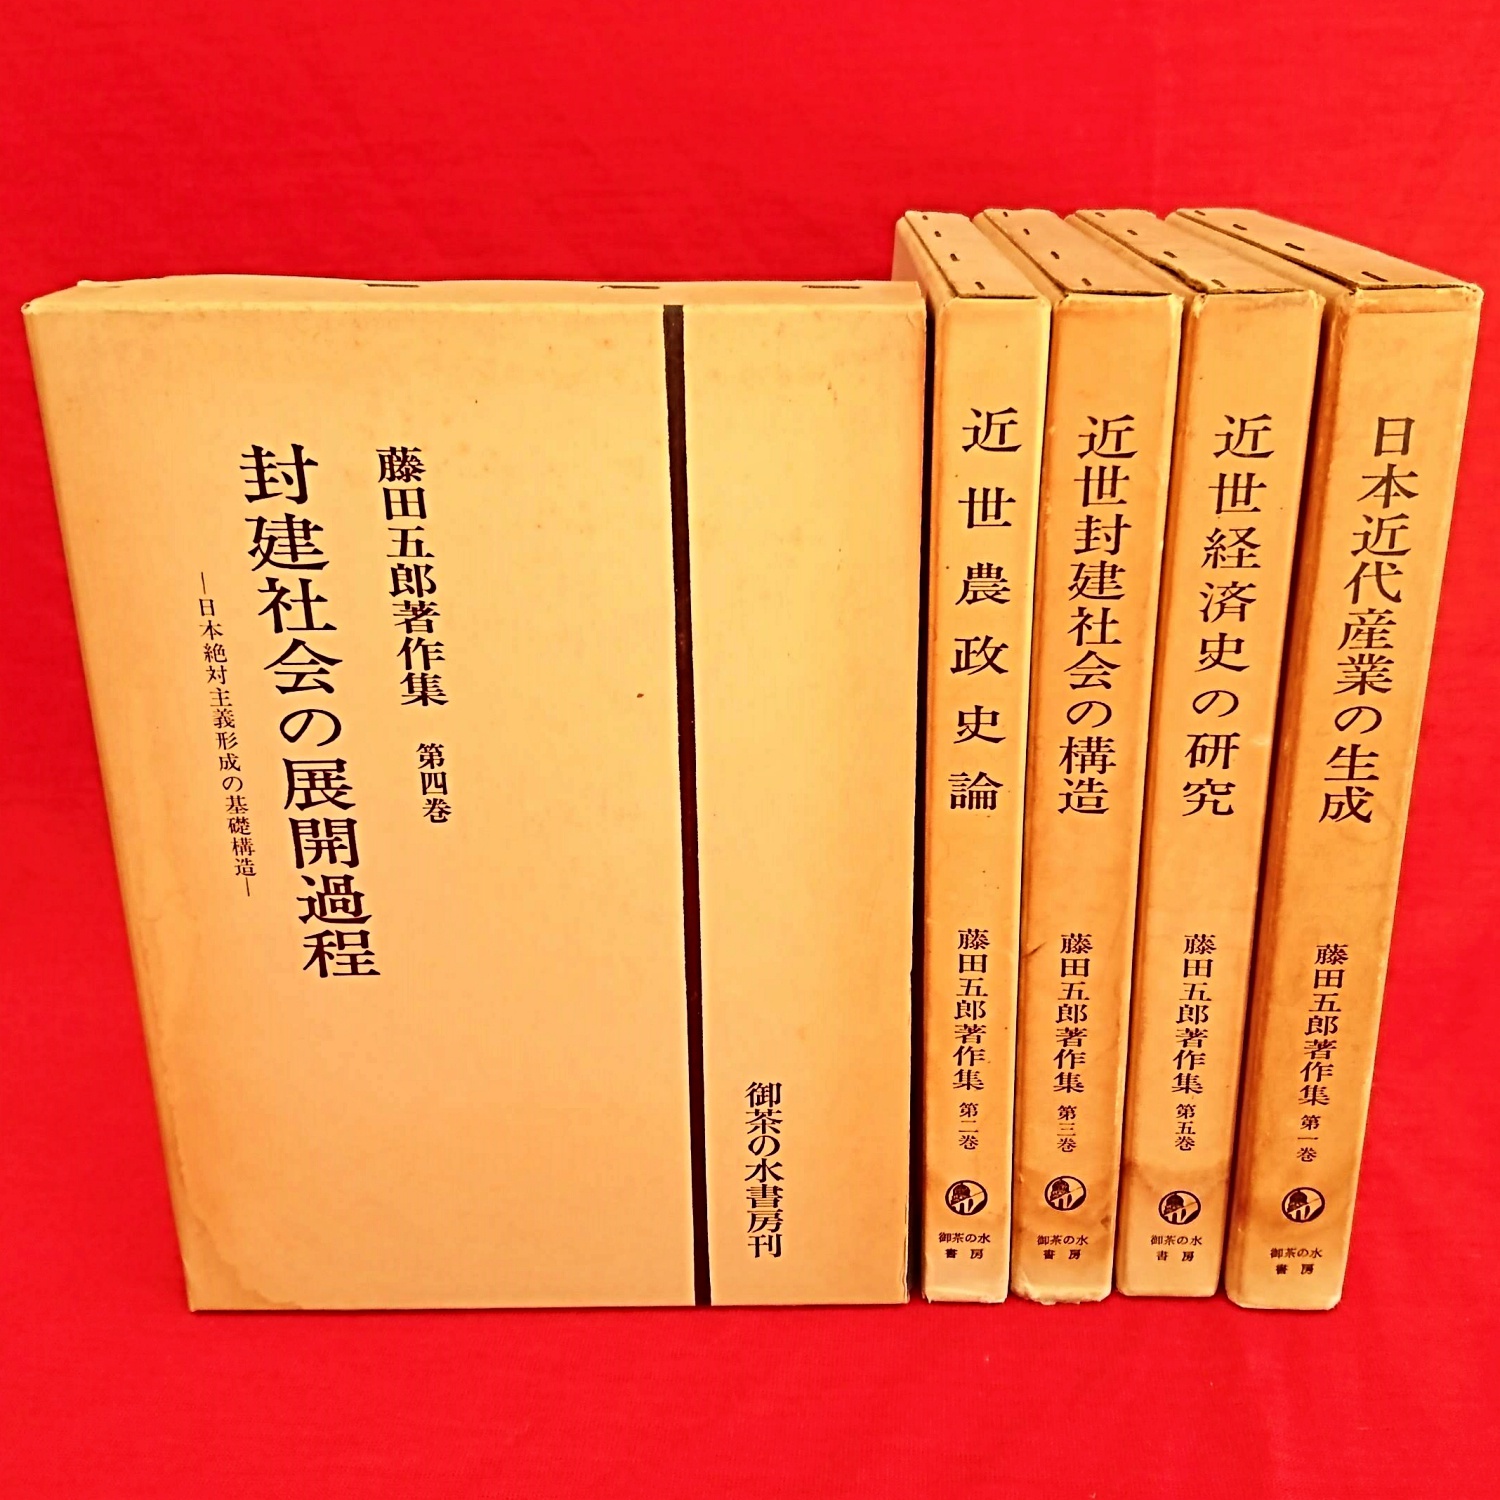 藤田五郎著作集 第四巻
封建社会の展開過程
―日本絶対主義形成の基礎構造―
御茶の水書房刊
近世農政史論
藤田五郎著作集 第二巻
御茶の水
書房
近世封建社会の構造
藤田五郎著作集 第三巻
御茶の水
書房
近世経済史の研究
藤田五郎著作集 第五巻
御茶の水
書房
日本近代産業の生成
藤田五郎著作集 第一巻
御茶の水
書房